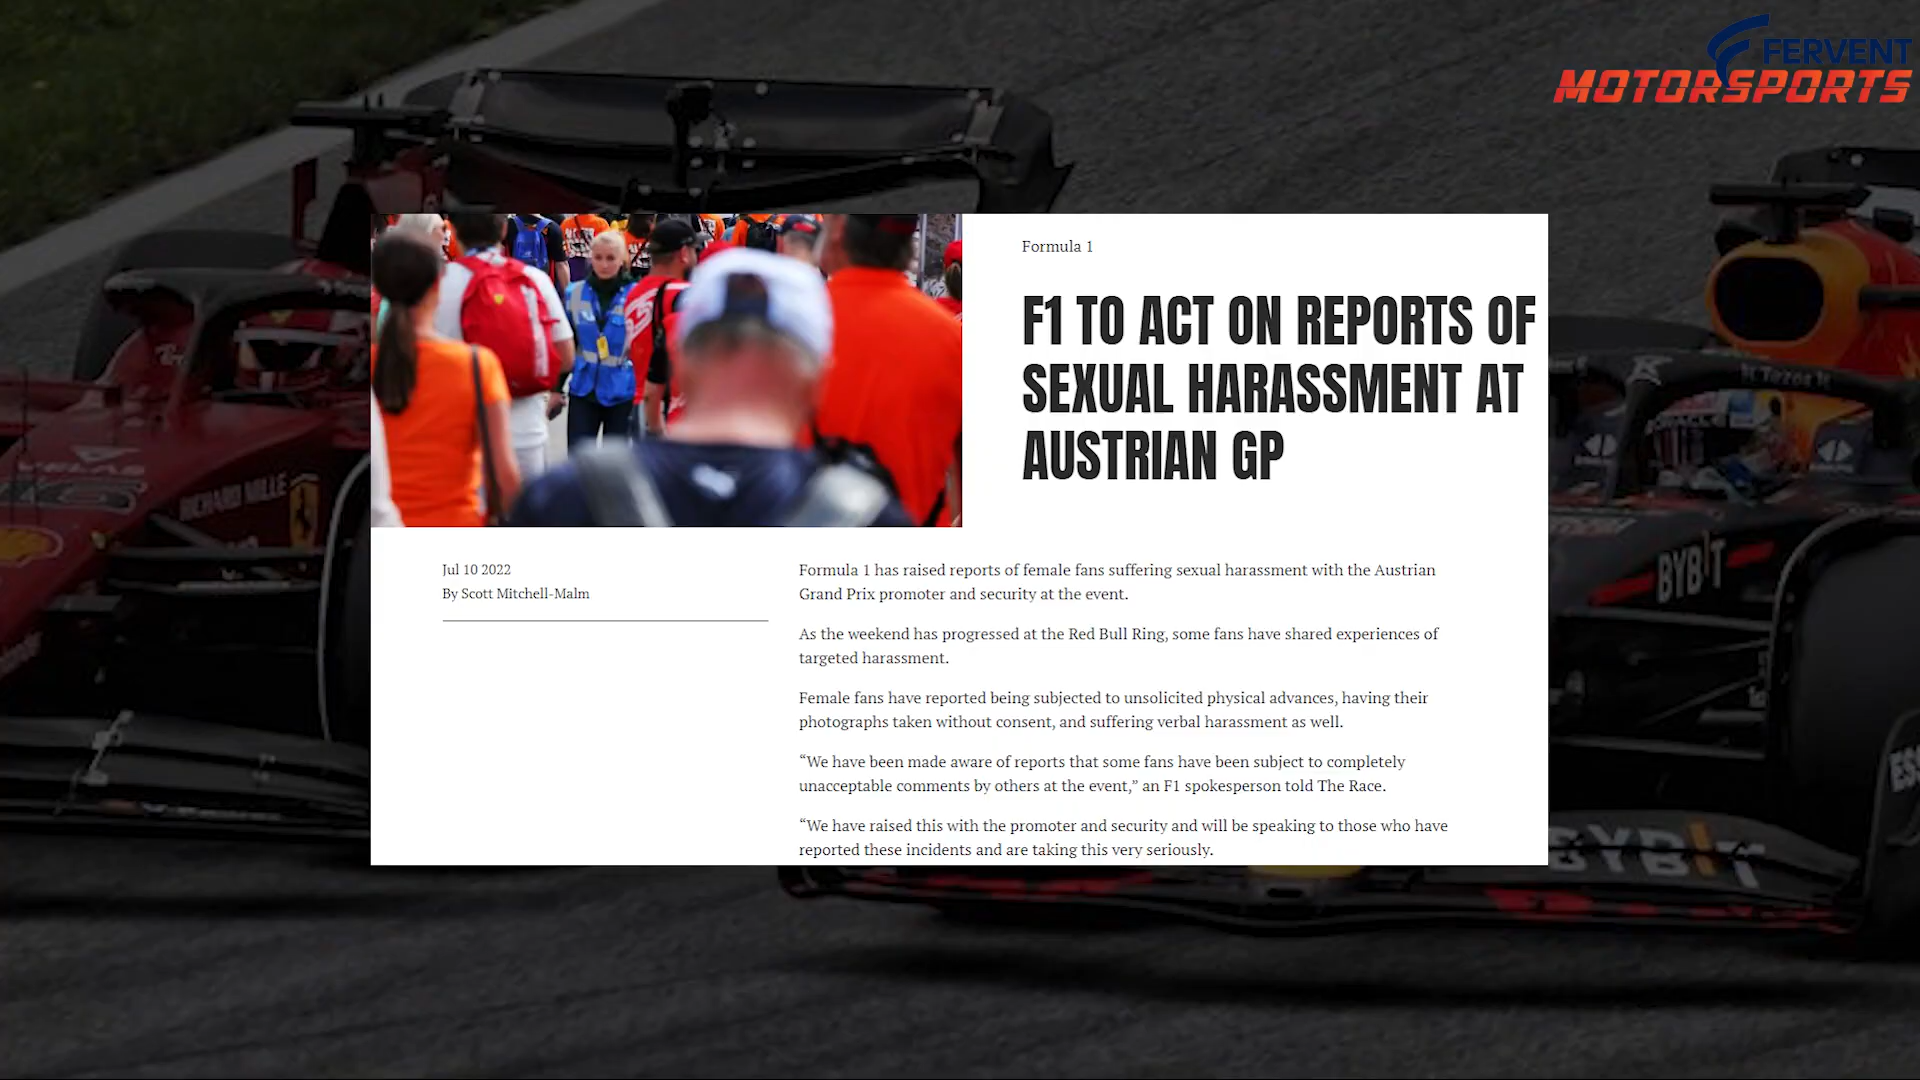 FERVENT
MOTORSPORTS
Formula 1
F1 TO ACT ON REPORTS OF
SEXUAL HARASSMENT AT
AUSTRIAN GP
Jul 10 2022
By Scott Mitchell-Malm
Formula 1 has raised reports of female fans suffering sexual harassment with the Austrian
Grand Prix promoter and security at the event.
As the weekend has progressed at the Red Bull Ring, some fans have shared experiences of
targeted harassment.
Female fans have reported being subjected to unsolicited physical advances, having their
photographs taken without consent, and suffering verbal harassment as well.
“We have been made aware of reports that some fans have been subject to completely
unacceptable comments by others at the event,” an F1 spokesperson told The Race.
“We have raised this with the promoter and security and will be speaking to those who have
reported these incidents and are taking this very seriously.
VELAS
RICHARD MILLE
BYBIT
BYBIT